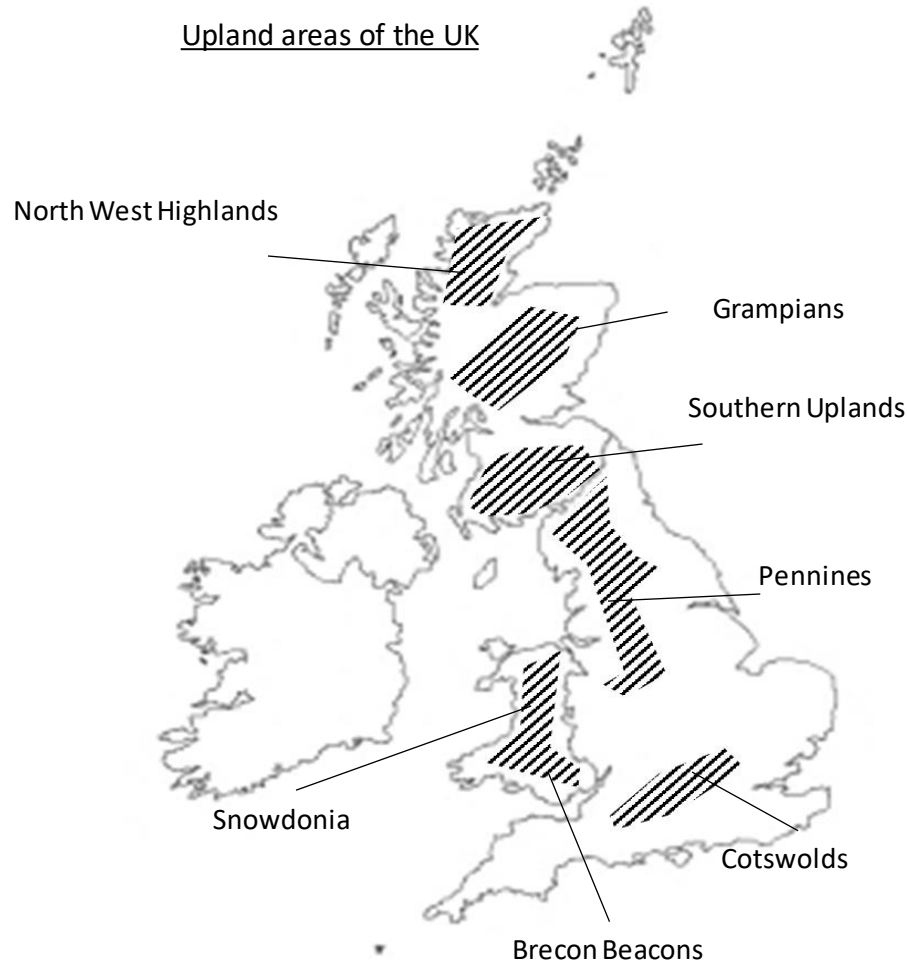 Upland areas of the UK
North West Highlands
Grampians
Southern Uplands
Pennines
Snowdonia
Cotswolds
Brecon Beacons